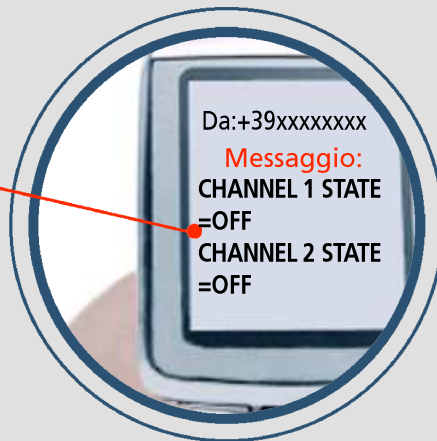 Da:+39xxxxxxxx
Messaggio:
CHANNEL 1 STATE
=OFF
CHANNEL 2 STATE
=OFF